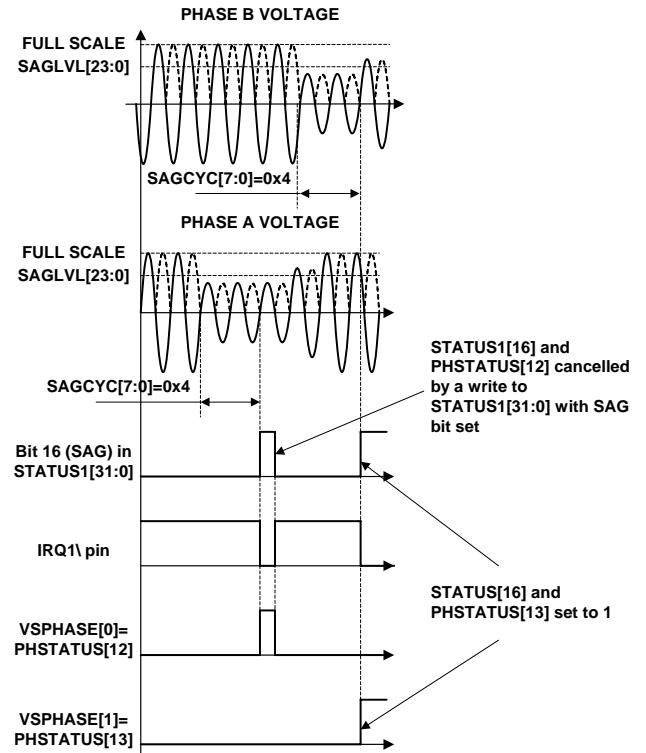 PHASE B VOLTAGE
FULL SCALE
SAGLVL[23:0]
SAGCYC[7:0]=0x4
PHASE A VOLTAGE
FULL SCALE
SAGLVL[23:0]
STATUS1[16] and
PHSTATUS[12] cancelled
by a write to
STATUS1[31:0] with SAG
bit set
SAGCYC[7:0]=0x4
Bit 16 (SAG) in
STATUS1[31:0]
IRQ1\ pin
STATUS[16] and
PHSTATUS[13] set to 1
VSPHASE[0]=
PHSTATUS[12]
VSPHASE[1]=
PHSTATUS[13]